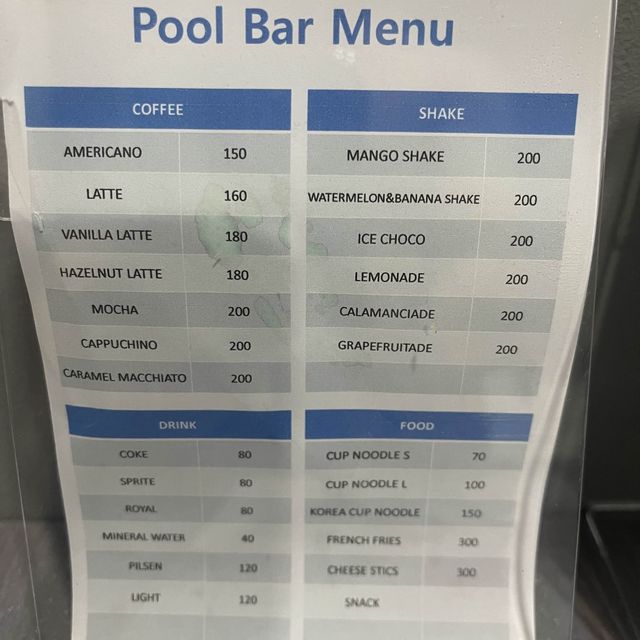 Pool Bar Menu
COFFEE
AMERICANO 150
LATTE 160
VANILLA LATTE 180
HAZELNUT LATTE 180
MOCHA 200
CAPPUCHINO 200
CARAMEL MACCHIATO 200
SHAKE
MANGO SHAKE 200
WATERMELON&BANANA SHAKE 200
ICE CHOCO 200
LEMONADE 200
CALAMANCIADE 200
GRAPEFRUITADE 200
DRINK
COKE 80
SPRITE 80
ROYAL 80
MINERAL WATER 40
PILSEN 120
LIGHT 120
FOOD
CUP NOODLE S 70
CUP NOODLE L 100
KOREA CUP NOODLE 150
FRENCH FRIES 300
CHEESE STICS 300
SNACK